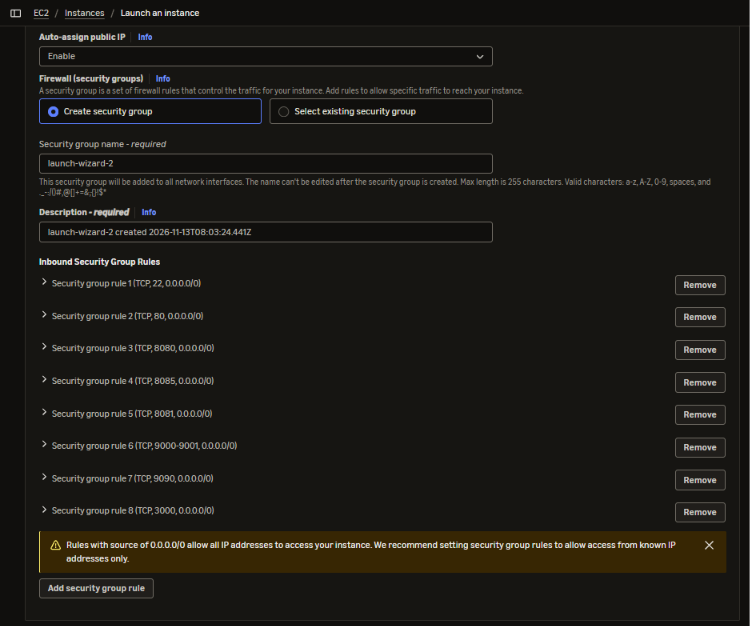 EC2 / Instances / Launch an instance
Auto-assign public IP | Info
Enable
Firewall (security groups) | Info
A security group is a set of firewall rules that control the traffic for your instance. Add rules to allow specific traffic to reach your instance.
Create security group
Select existing security group
Security group name - required
launch-wizard-2
This security group will be added to all network interfaces. The name can't be edited after the security group is created. Max length is 255 characters. Valid characters: a-z, A-Z, 0-9, spaces, and
._-:/()#,@[]+=&;{}!$*
Description - required | Info
launch-wizard-2 created 2026-11-13T08:03:24.441Z
Inbound Security Group Rules
Security group rule 1 (TCP, 22, 0.0.0.0/0)
Remove
Security group rule 2 (TCP, 80, 0.0.0.0/0)
Remove
Security group rule 3 (TCP, 8080, 0.0.0.0/0)
Remove
Security group rule 4 (TCP, 8085, 0.0.0.0/0)
Remove
Security group rule 5 (TCP, 8081, 0.0.0.0/0)
Remove
Security group rule 6 (TCP, 9000-9001, 0.0.0.0/0)
Remove
Security group rule 7 (TCP, 9090, 0.0.0.0/0)
Remove
Security group rule 8 (TCP, 3000, 0.0.0.0/0)
Remove
Rules with source of 0.0.0.0/0 allow all IP addresses to access your instance. We recommend setting security group rules to allow access from known IP
addresses only.
Add security group rule